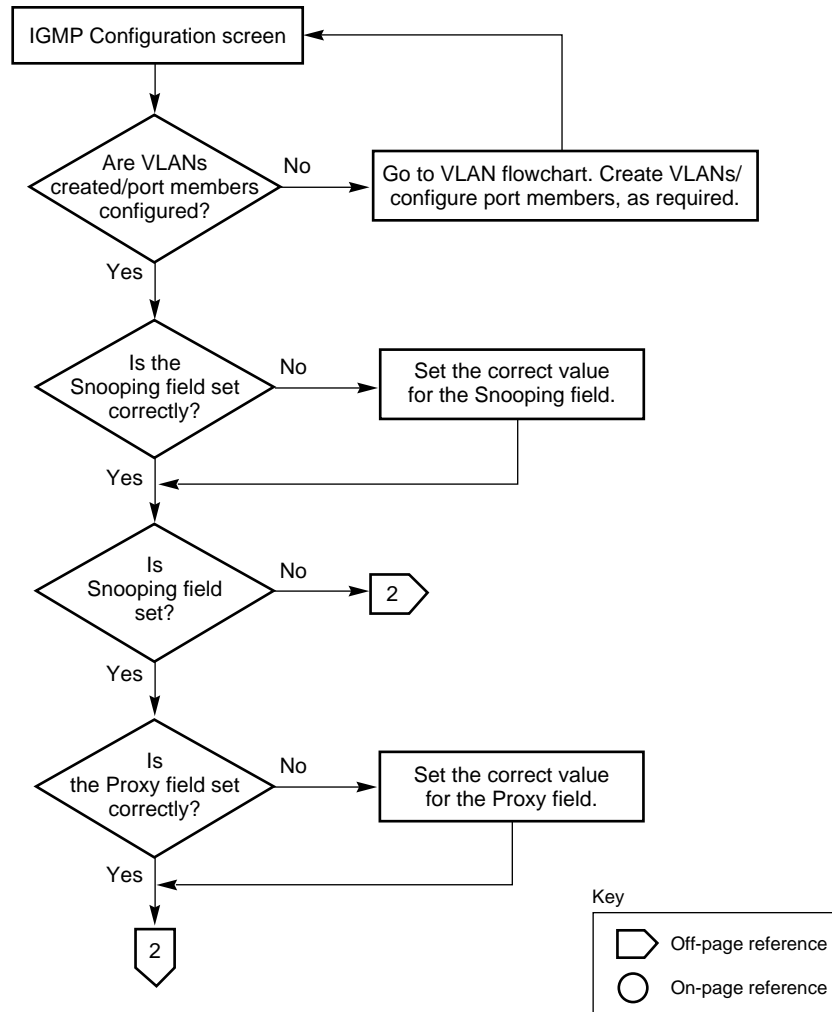 IGMP Configuration screen
Are VLANs
created/port members
configured?
No
Go to VLAN flowchart. Create VLANs/
configure port members, as required.
Yes
Is the
Snooping field set
correctly?
No
Set the correct value
for the Snooping field.
Yes
Is
Snooping field
set?
No
2
Yes
Is
the Proxy field set
correctly?
No
Set the correct value
for the Proxy field.
Yes
2
Key
Off-page reference
On-page reference